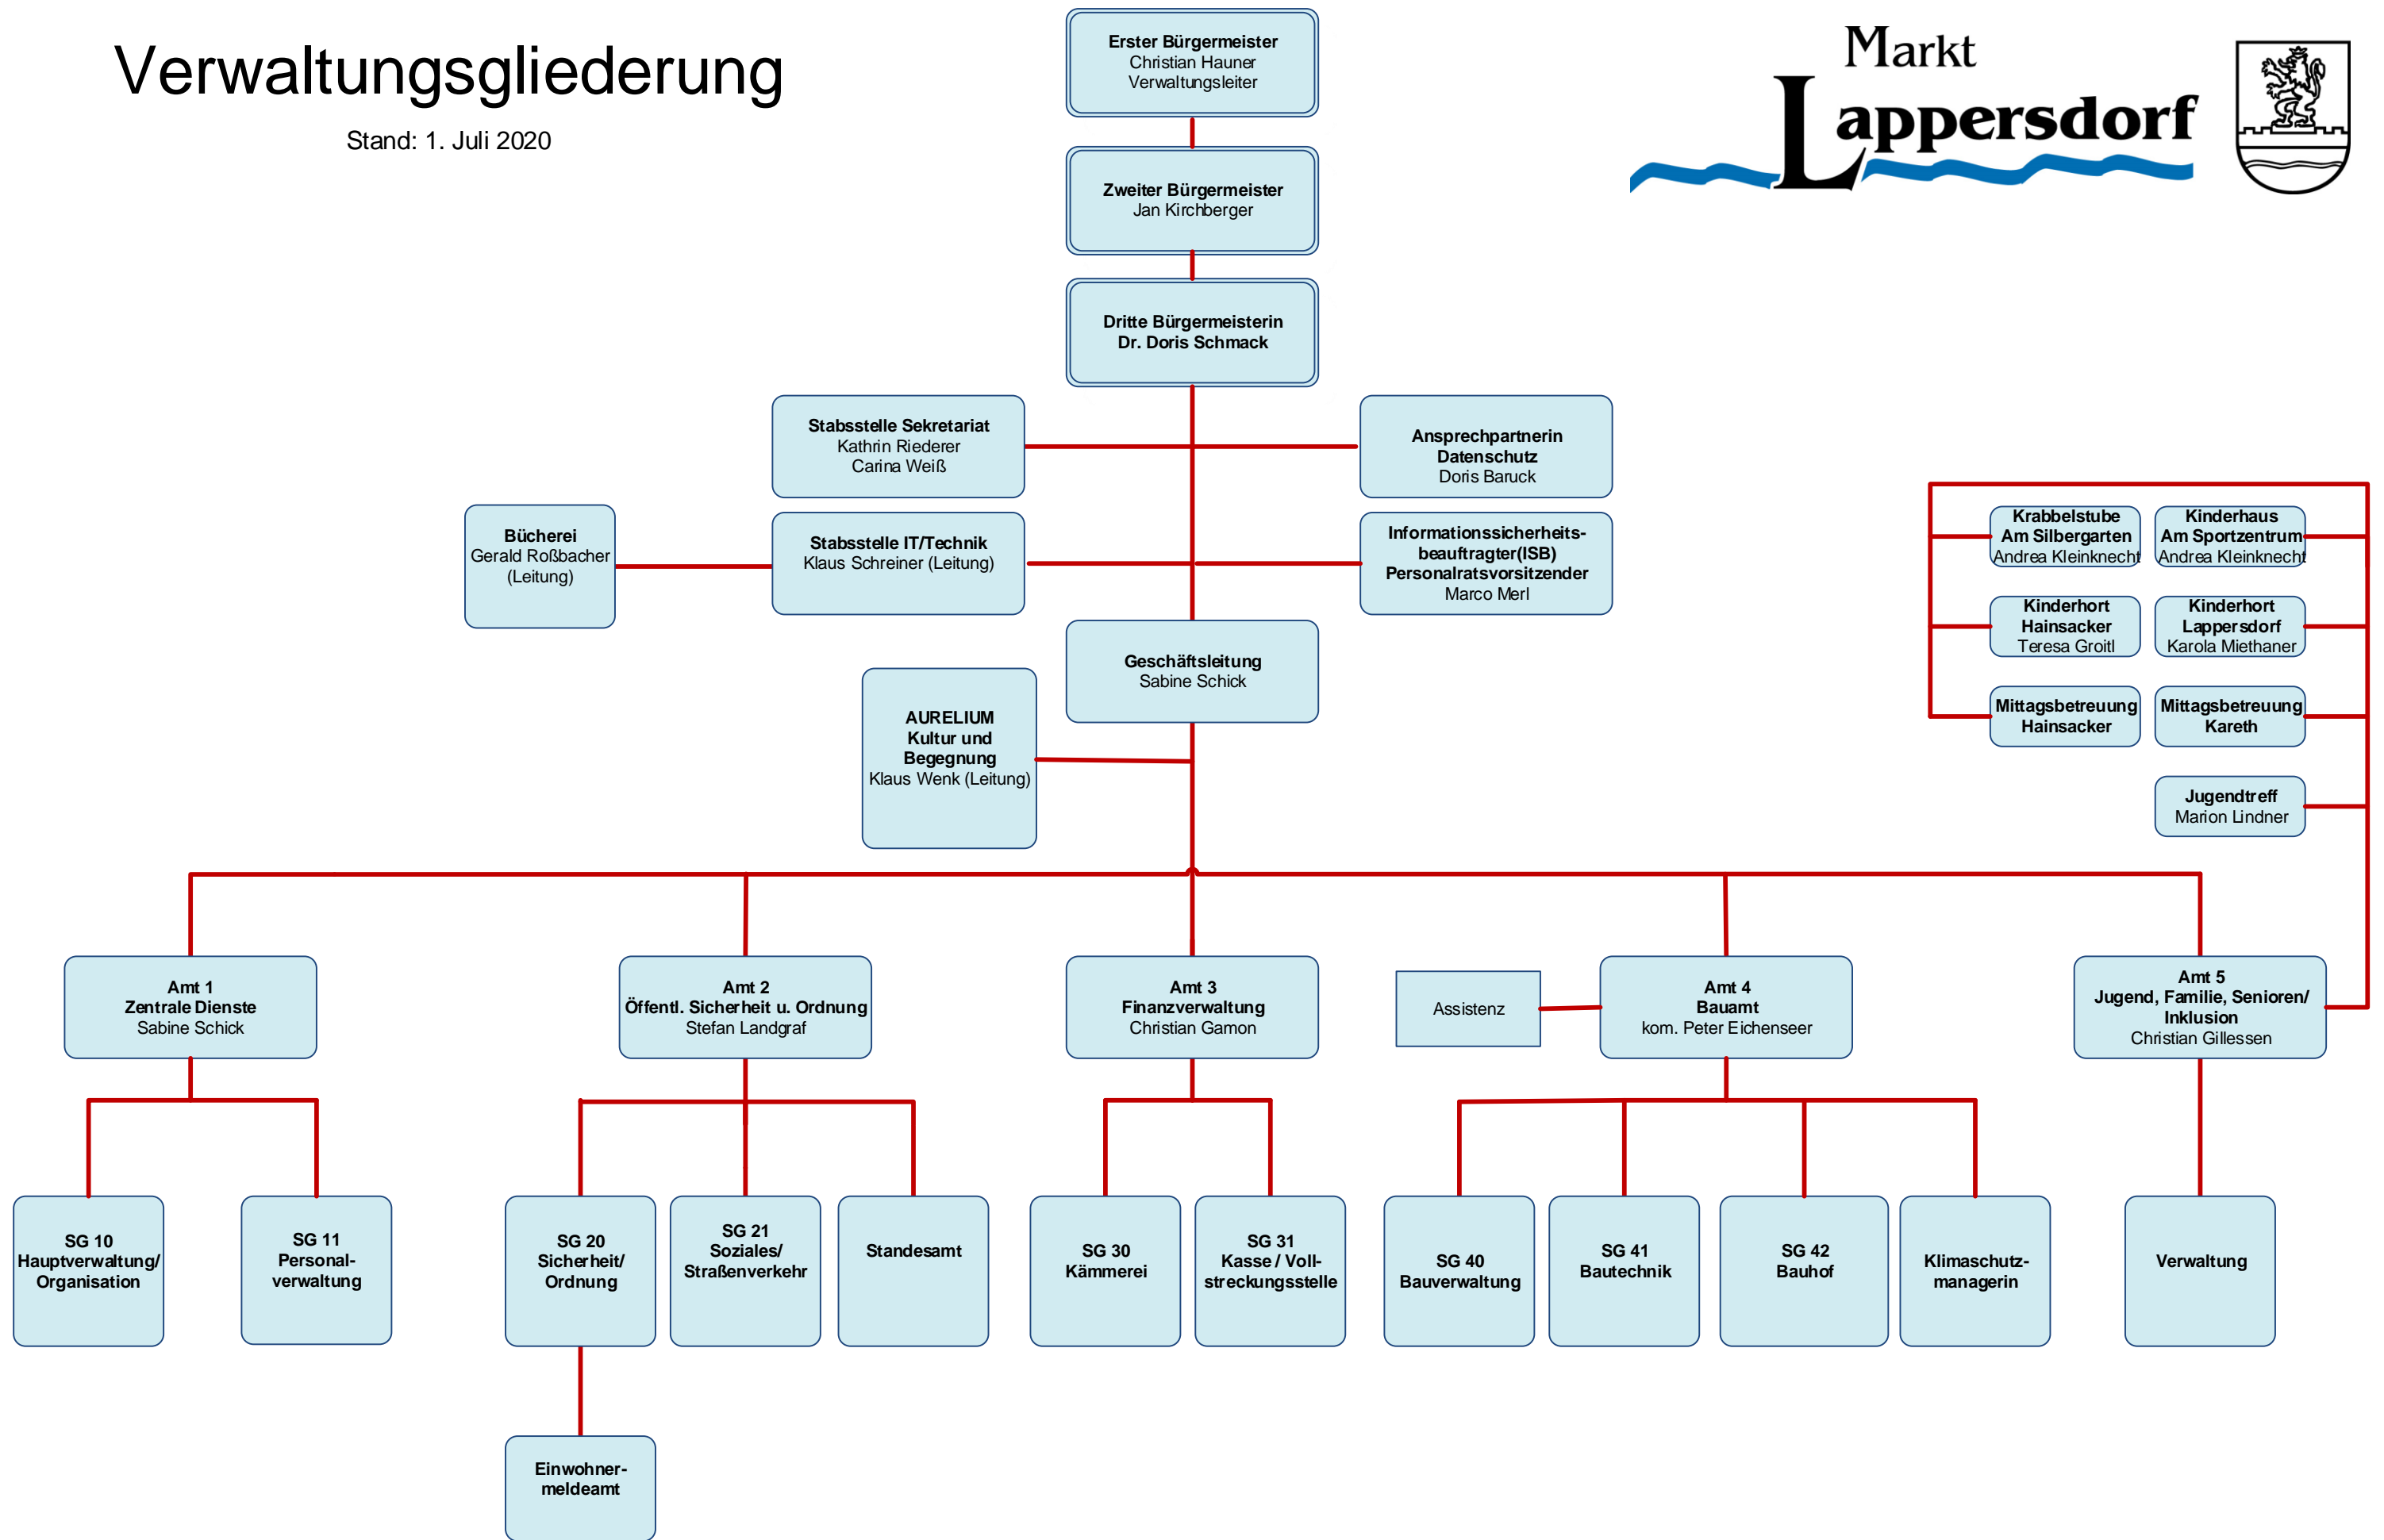 Verwaltungsgliederung
Stand: 1. Juli 2020
Markt
Lappersdorf
Erster Bürgermeister
Christian Hauner
Verwaltungsleiter
Zweiter Bürgermeister
Jan Kirchberger
Dritte Bürgermeisterin
Dr. Doris Schmack
Stabsstelle Sekretariat
Kathrin Riederer
Carina Weiß
Ansprechpartnerin
Datenschutz
Doris Baruck
Bücherei
Gerald Roßbacher
(Leitung)
Stabsstelle IT/Technik
Klaus Schreiner (Leitung)
Informationssicherheits-
beauftragter(ISB)
Personalratsvorsitzender
Marco Merl
Krabbelstube
Am Silbergarten
Andrea Kleinknecht
Kinderhaus
Am Sportzentrum
Andrea Kleinknecht
Kinderhort
Hainsacker
Teresa Groitl
Kinderhort
Lappersdorf
Karola Miethaner
Mittagsbetreuung
Hainsacker
Mittagsbetreuung
Kareth
Jugendtreff
Marion Lindner
Geschäftsleitung
Sabine Schick
AURELIUM
Kultur und
Begegnung
Klaus Wenk (Leitung)
Amt 1
Zentrale Dienste
Sabine Schick
Amt 2
Öffentl. Sicherheit u. Ordnung
Stefan Landgraf
Amt 3
Finanzverwaltung
Christian Gamon
Assistenz
Amt 4
Bauamt
kom. Peter Eichenseer
Amt 5
Jugend, Familie, Senioren/
Inklusion
Christian Gillessen
SG 10
Hauptverwaltung/
Organisation
SG 11
Personal-
verwaltung
SG 20
Sicherheit/
Ordnung
SG 21
Soziales/
Straßenverkehr
Standesamt
SG 30
Kämmerei
SG 31
Kasse / Voll-
streckungsstelle
SG 40
Bauverwaltung
SG 41
Bautechnik
SG 42
Bauhof
Klimaschutz-
managerin
Verwaltung
Einwohner-
meldeamt